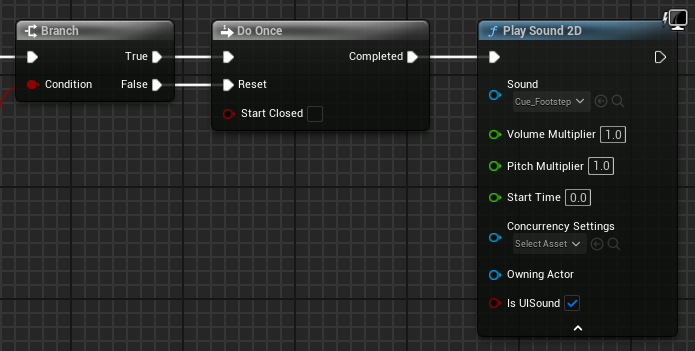 Branch
True
Condition
False
Do Once
Completed
Reset
Start Closed
f Play Sound 2D
Sound
Cue_Footstep
Volume Multiplier 1.0
Pitch Multiplier 1.0
Start Time 0.0
Concurrency Settings
Select Asset
Owning Actor
Is UISound